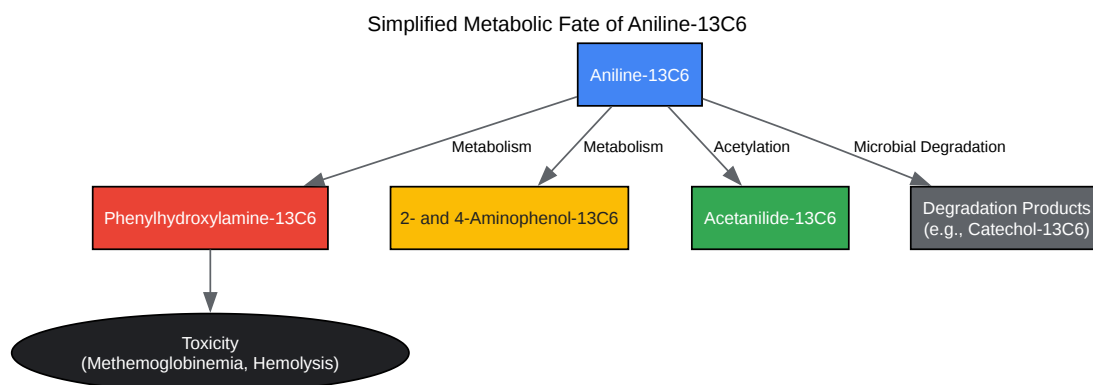 Simplified Metabolic Fate of Aniline-13C6
Aniline-13C6
Metabolism
Metabolism
Acetylation
Microbial Degradation
Phenylhydroxylamine-13C6
2- and 4-Aminophenol-13C6
Acetanilide-13C6
Degradation Products
(e.g., Catechol-13C6)
Toxicity
(Methemoglobinemia, Hemolysis)